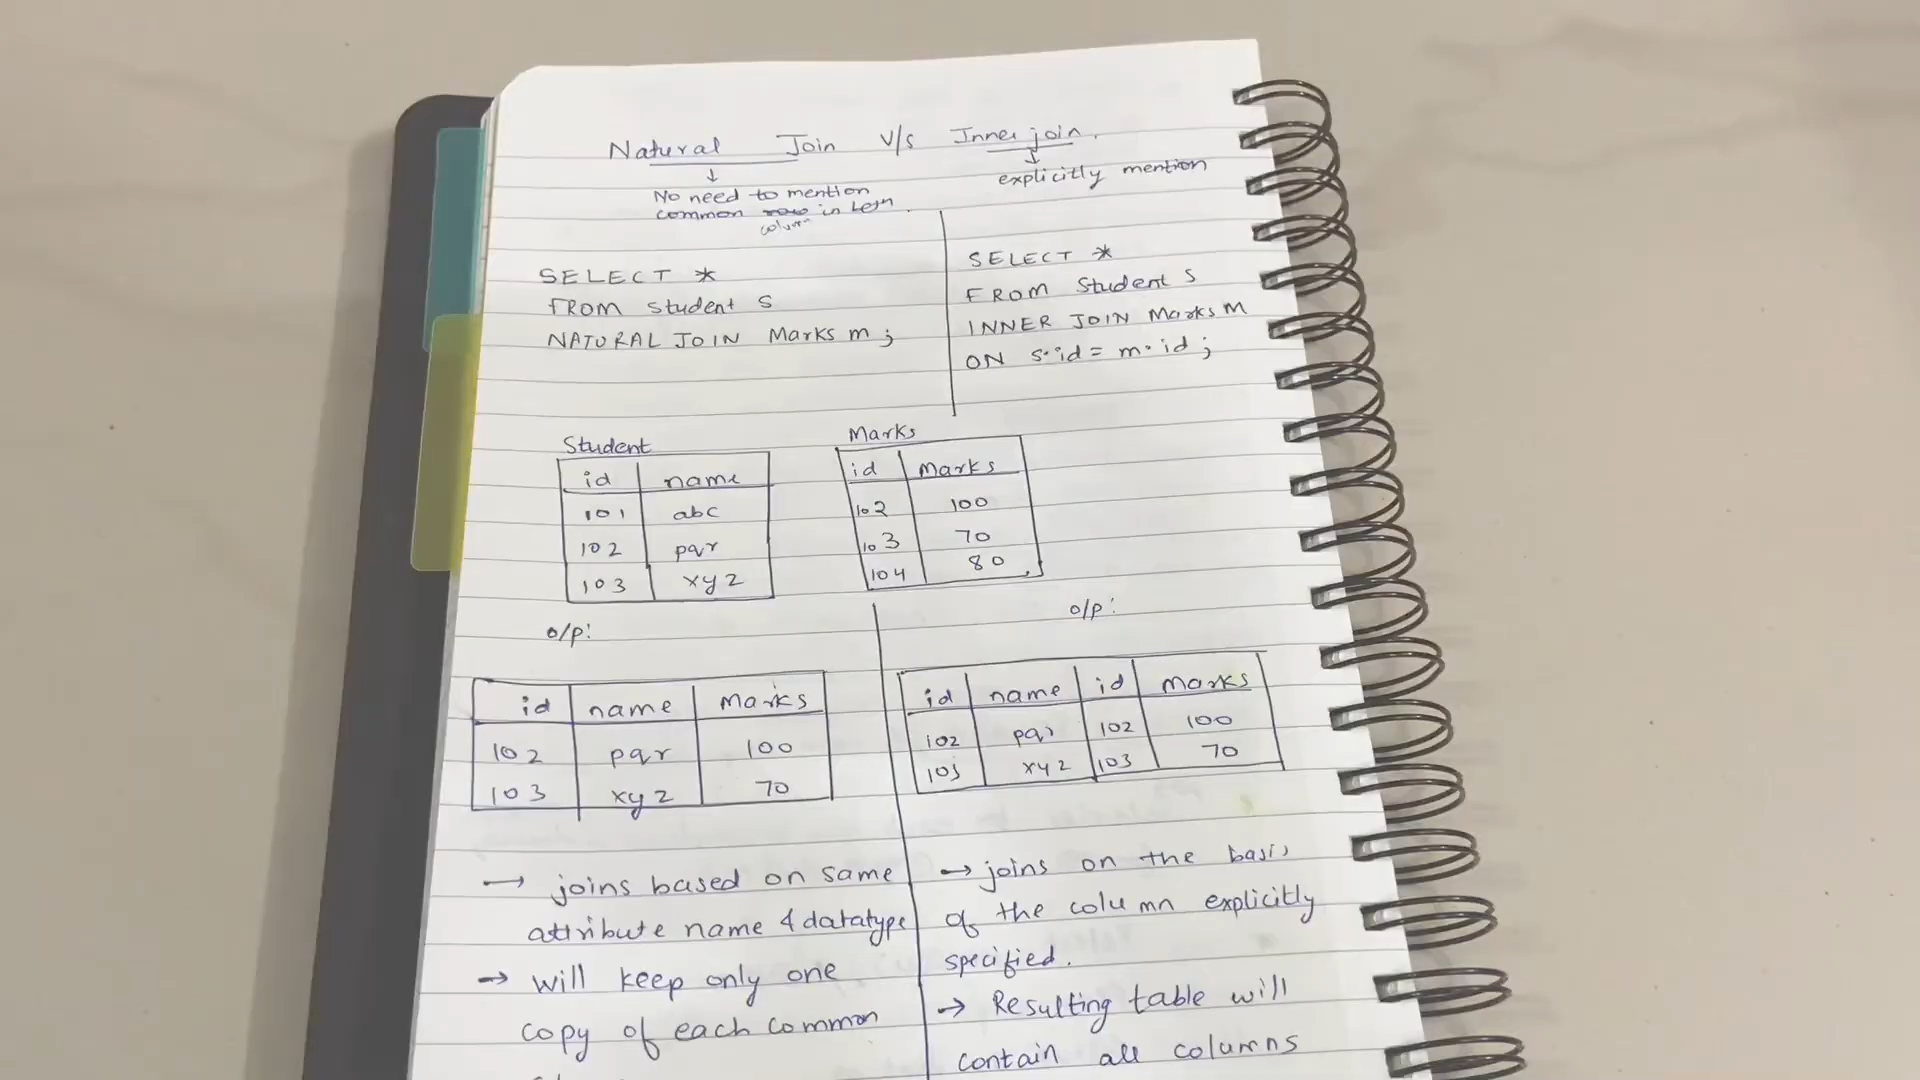 Natural Join v/s Inner join.
↓
No need to mention
common in both
column
↓
explicitly mention
SELECT *
FROM student s
NATURAL JOIN Marks m ;
SELECT *
FROM Student s
INNER JOIN Marks m
ON s.id = m.id ;
Student
id name
101 abc
102 pqr
103 xyz
Marks
id Marks
102 100
103 70
104 80
o/p:
id name Marks
102 pqr 100
103 xyz 70
o/p:
id name id Marks
102 pqr 102 100
103 xyz 103 70
→ joins based on same
attribute name & datatype
→ will keep only one
copy of each common
→ joins on the basis
of the column explicitly
specified.
→ Resulting table will
contain all columns